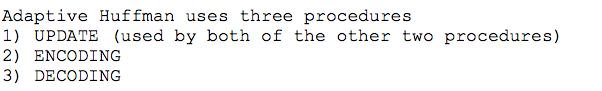 Adaptive Huffman uses three procedures
1) UPDATE (used by both of the other two procedures)
2) ENCODING
3) DECODING